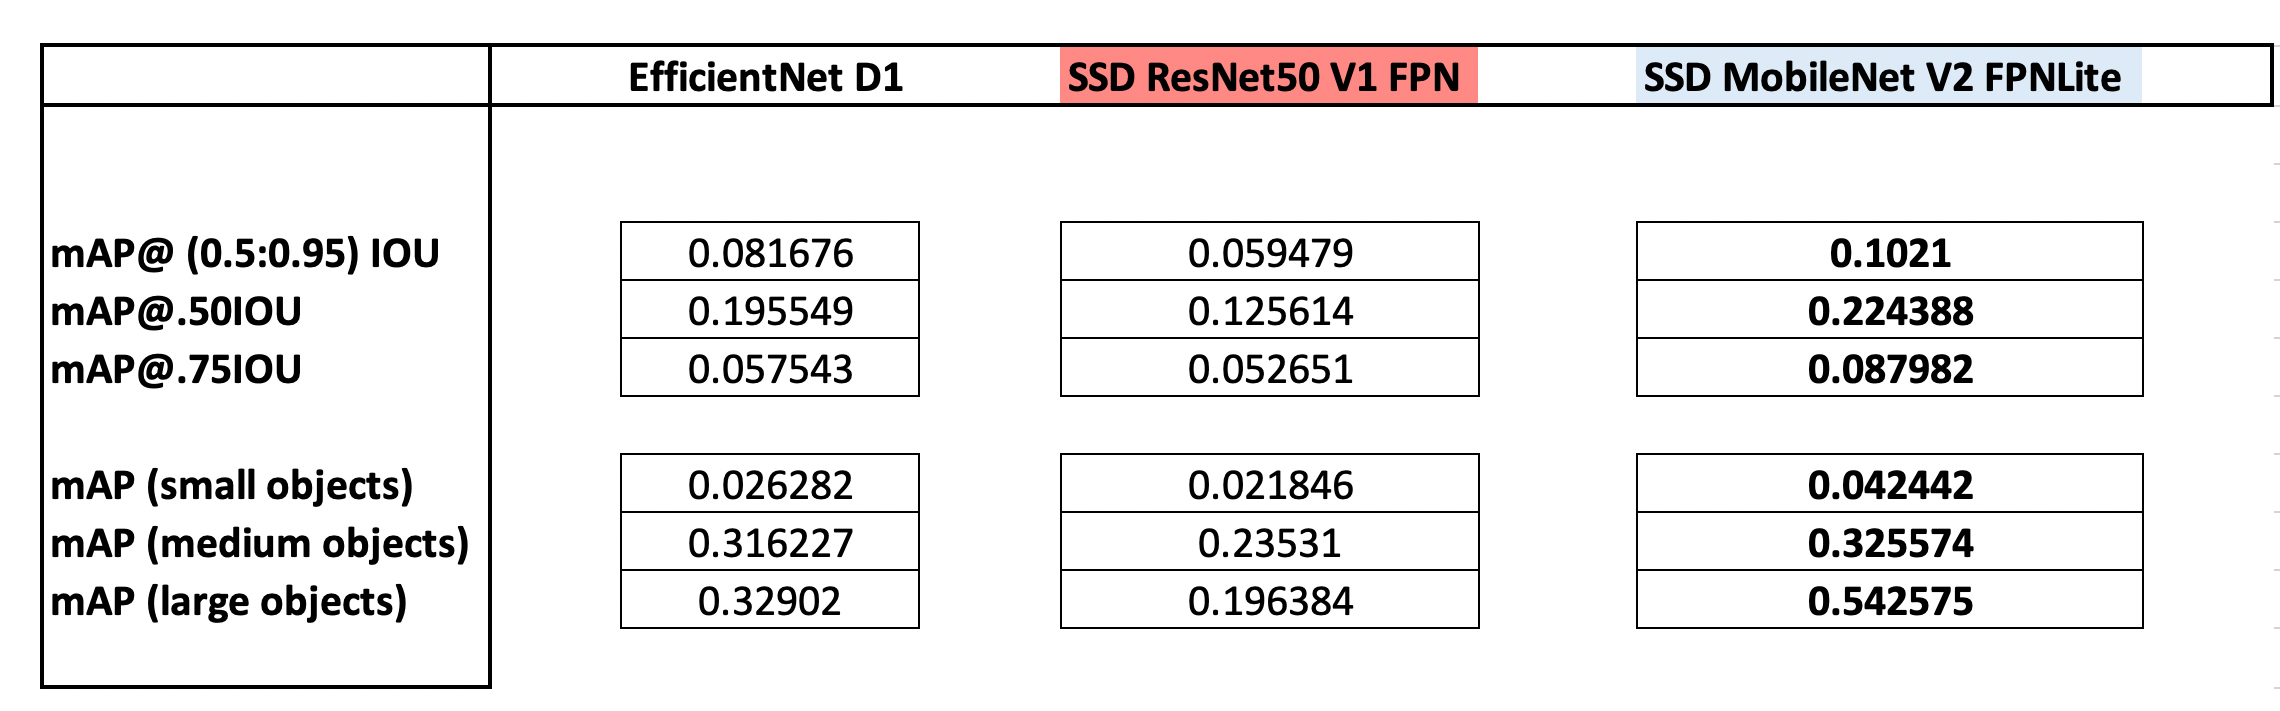 EfficientNet D1 SSD ResNet50 V1 FPN SSD MobileNet V2 FPNLite
mAP@ (0.5:0.95) IOU 0.081676 0.059479 0.1021
mAP@.50IOU 0.195549 0.125614 0.224388
mAP@.75IOU 0.057543 0.052651 0.087982
mAP (small objects) 0.026282 0.021846 0.042442
mAP (medium objects) 0.316227 0.23531 0.325574
mAP (large objects) 0.32902 0.196384 0.542575